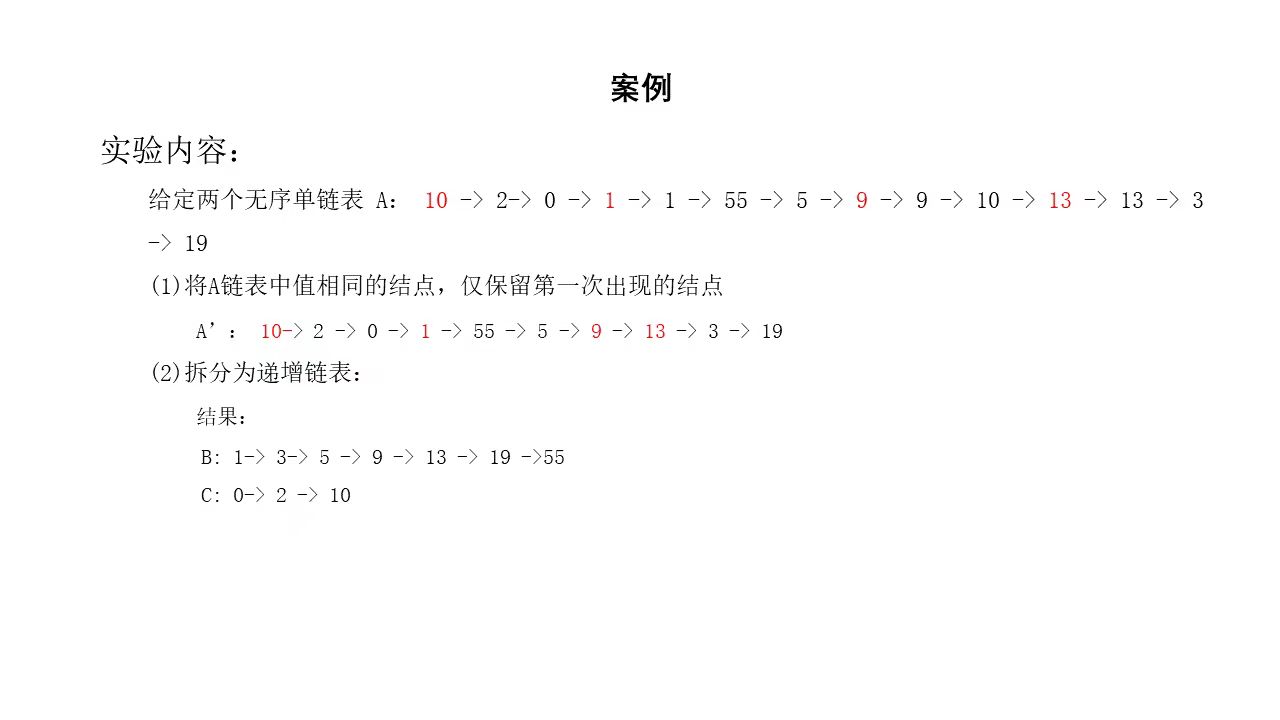 案例
实验内容：
给定两个无序单链表 A： 10 -> 2-> 0 -> 1 -> 1 -> 55 -> 5 -> 9 -> 9 -> 10 -> 13 -> 13 -> 3
-> 19
(1)将A链表中值相同的结点，仅保留第一次出现的结点
A’： 10-> 2 -> 0 -> 1 -> 55 -> 5 -> 9 -> 13 -> 3 -> 19
(2)拆分为递增链表：
结果：
B: 1-> 3-> 5 -> 9 -> 13 -> 19 ->55
C: 0-> 2 -> 10